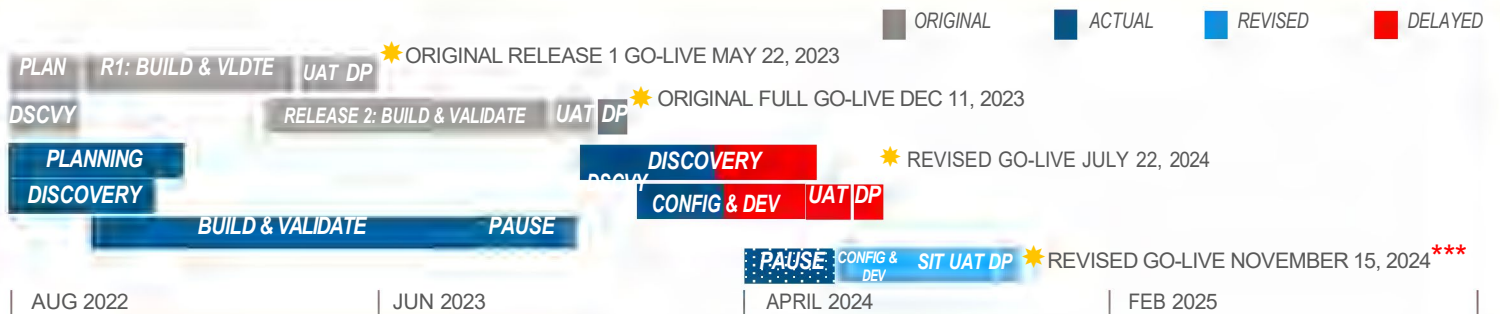 ORIGINAL ACTUAL REVISED DELAYED
PLAN R1: BUILD & VLDTE UAT DP ORIGINAL RELEASE 1 GO-LIVE MAY 22, 2023
DSCVY RELEASE 2: BUILD & VALIDATE UAT DP ORIGINAL FULL GO-LIVE DEC 11, 2023
PLANNING DISCOVERY REVISED GO-LIVE JULY 22, 2024
DSCVY
DISCOVERY CONFIG & DEV UAT DP
BUILD & VALIDATE PAUSE
PAUSE CONFIG & DEV SIT UAT DP REVISED GO-LIVE NOVEMBER 15, 2024***
AUG 2022 JUN 2023 APRIL 2024 FEB 2025